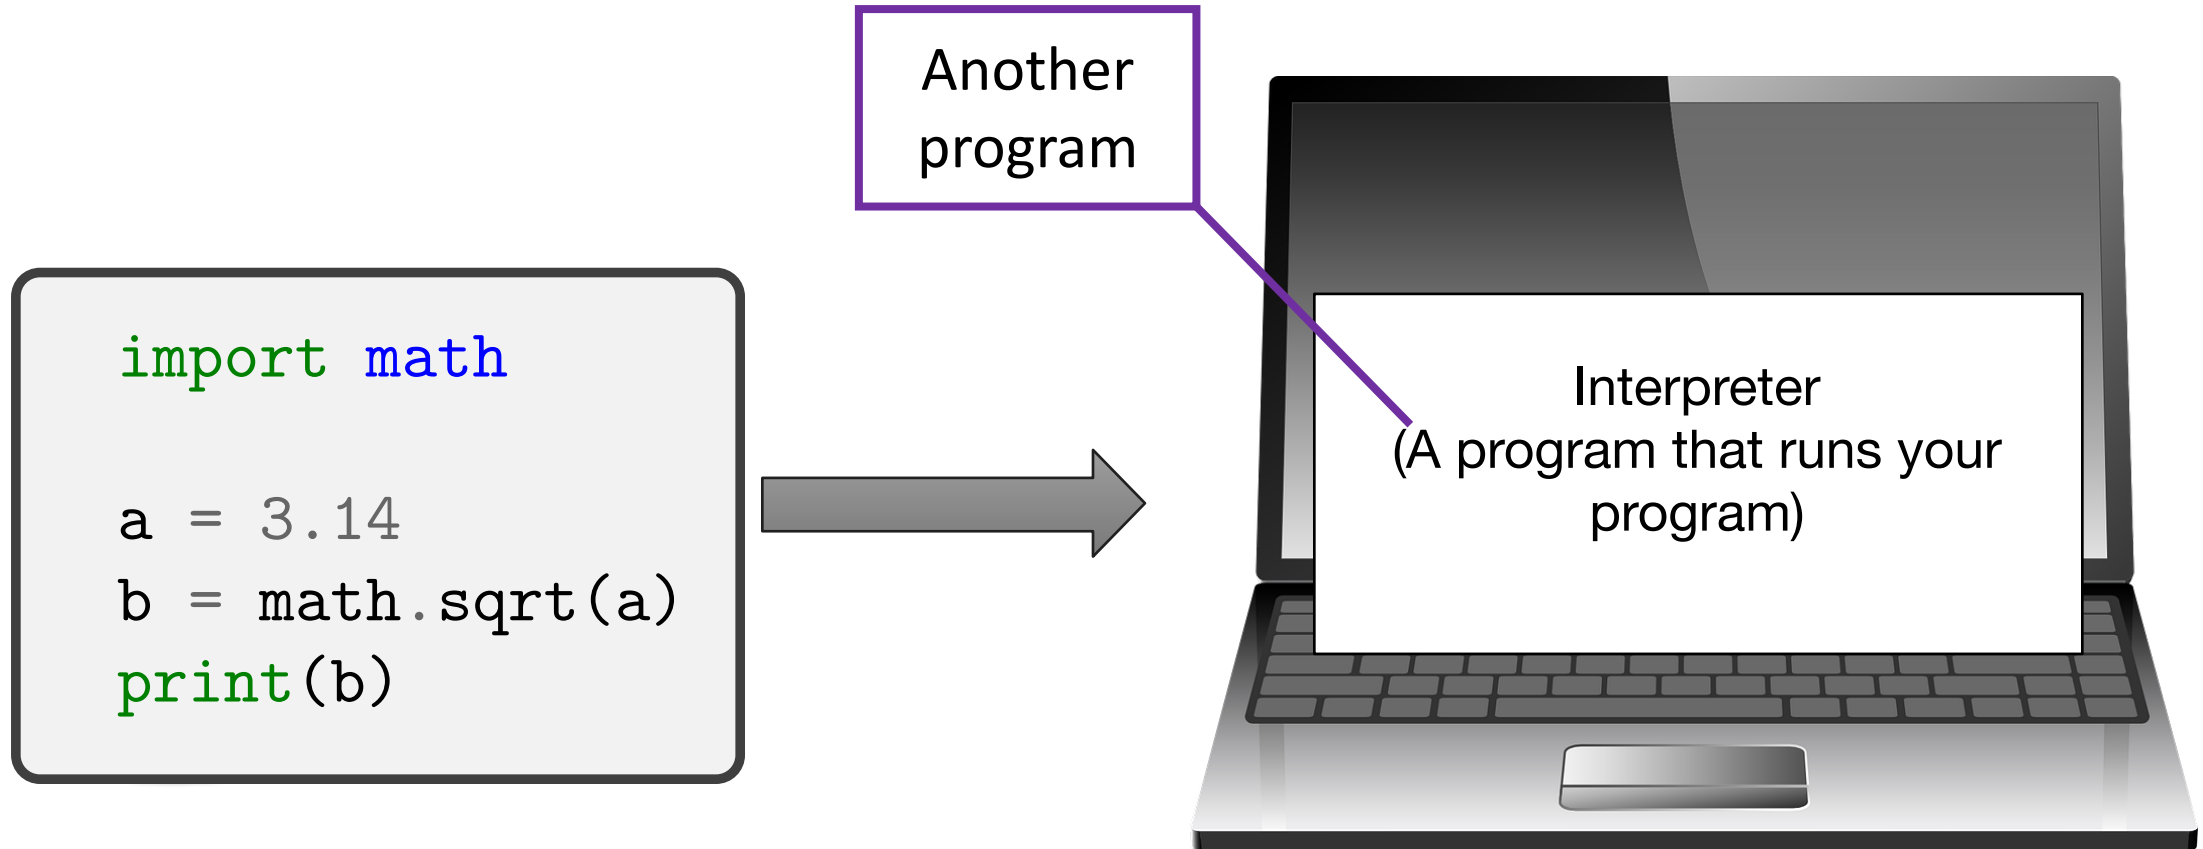 Another
program
import math
a = 3.14
b = math.sqrt(a)
print(b)
Interpreter
(A program that runs your
program)